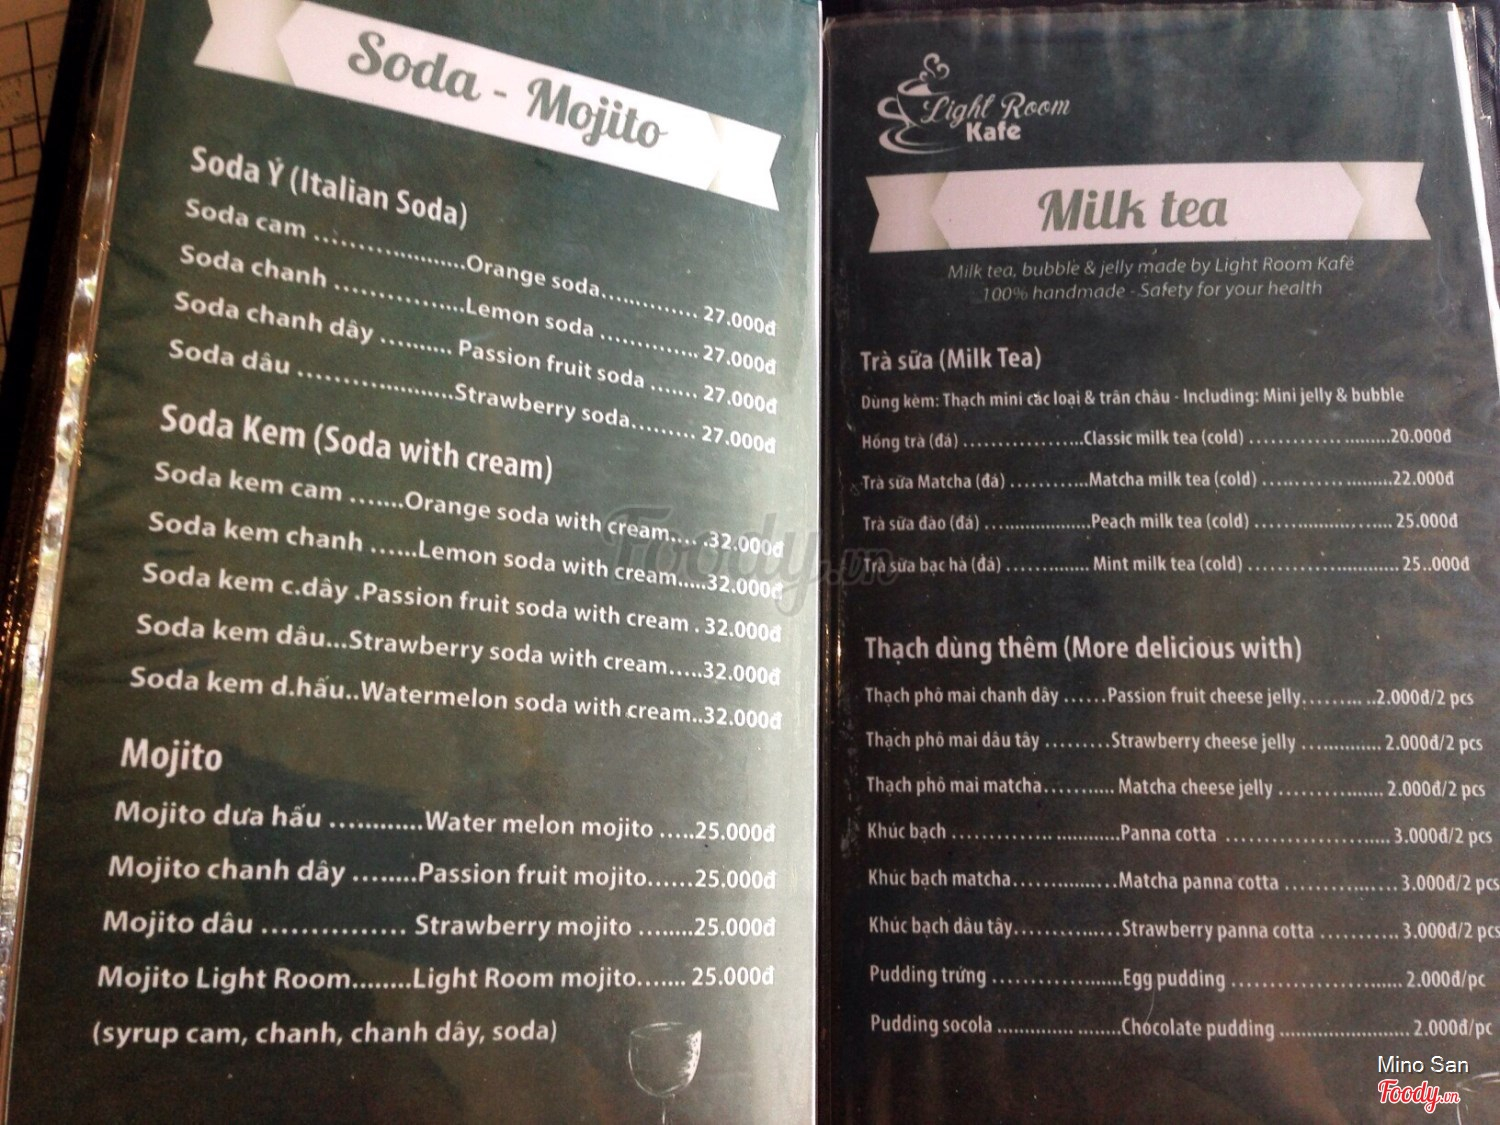 Soda - Mojito
Soda Ý (Italian Soda)
Soda cam ........................Orange soda................ 27.000đ
Soda chanh .....................Lemon soda ............... 27.000đ
Soda chanh dây ........... Passion fruit soda ....... 27.000đ
Soda dâu ........................Strawberry soda.......... 27.000đ
Soda Kem (Soda with cream)
Soda kem cam .......Orange soda with cream.... .32.000đ
Soda kem chanh ......Lemon soda with cream.....32.000đ
Soda kem c.dây .Passion fruit soda with cream . 32.000đ
Soda kem dâu...Strawberry soda with cream.....32.000đ
Soda kem d.hấu..Watermelon soda with cream..32.000đ
Mojito
Mojito dưa hấu .............Water melon mojito .....25.000đ
Mojito chanh dây .........Passion fruit mojito......25.000đ
Mojito dâu ............... Strawberry mojito ........25.000đ
Mojito Light Room........Light Room mojito....... 25.000đ
(syrup cam, chanh, chanh dây, soda)
Light Room
Kafe
Milk tea
Milk tea, bubble & jelly made by Light Room Kafé
100% handmade - Safety for your health
Trà sữa (Milk Tea)
Dùng kèm: Thạch mini các loại & trân châu - Including: Mini jelly & bubble
Hồng trà (đá) ..................Classic milk tea (cold) ......................20.000đ
Trà sữa Matcha (đá) ............Matcha milk tea (cold) .....................22.000đ
Trà sữa đào (đá) ......................Peach milk tea (cold) ...................... 25.000đ
Trà sữa bạc hà (đá) .............. Mint milk tea (cold) ........................ 25..000đ
Thạch dùng thêm (More delicious with)
Thạch phô mai chanh dây ......Passion fruit cheese jelly......... ..2.000đ/2 pcs
Thạch phô mai dâu tây .........Strawberry cheese jelly .............. 2.000đ/2 pcs
Thạch phô mai matcha............. Matcha cheese jelly ................. 2.000đ/2 pcs
Khúc bạch .............. ............Panna cotta ............................ 3.000đ/2 pcs
Khúc bạch matcha...................Matcha panna cotta ................ 3.000đ/2 pcs
Khúc bạch dâu tây...................Strawberry panna cotta ........... 3.000đ/2 pcs
Pudding trứng .......................Egg pudding ............................ 2.000đ/pc
Pudding socola ............. ........Chocolate pudding ...................... 2.000đ/pc
Foody.vn
Mino San
Foody.vn